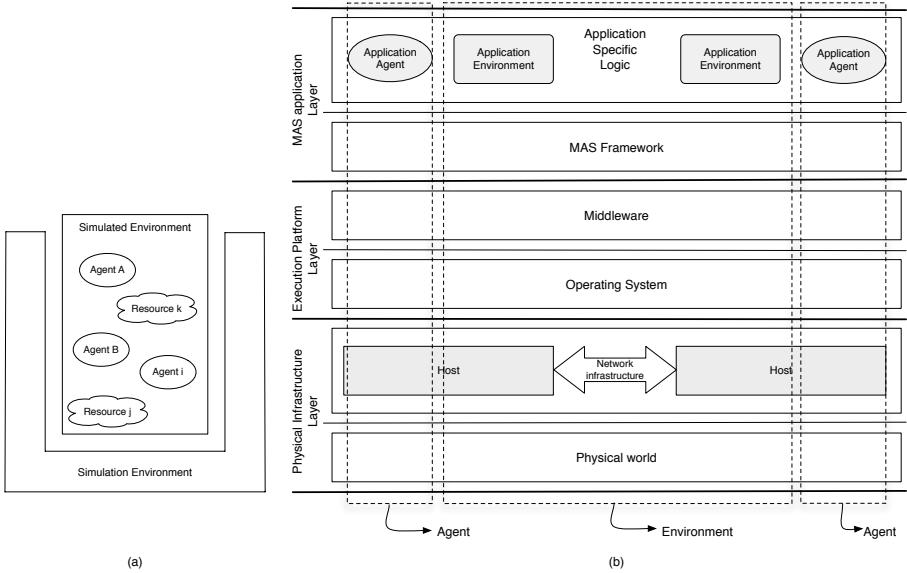 Simulated Environment
Agent A
Resource k
Agent B
Agent i
Resource j
Simulation Environment
(a)
MAS application
Layer
Application
Agent
Application
Environment
Application
Specific
Logic
Application
Environment
Application
Agent
MAS Framework
Execution Platform
Layer
Middleware
Operating System
Physical Infrastructure
Layer
Host
Network
infrastructure
Host
Physical world
Agent
Environment
Agent
(b)